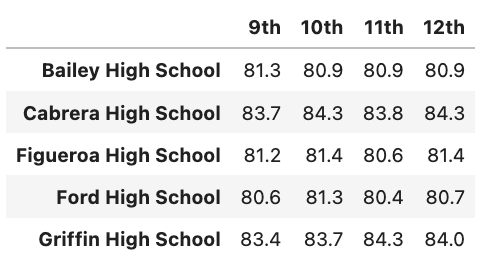 9th 10th 11th 12th
Bailey High School 81.3 80.9 80.9 80.9
Cabrera High School 83.7 84.3 83.8 84.3
Figueroa High School 81.2 81.4 80.6 81.4
Ford High School 80.6 81.3 80.4 80.7
Griffin High School 83.4 83.7 84.3 84.0